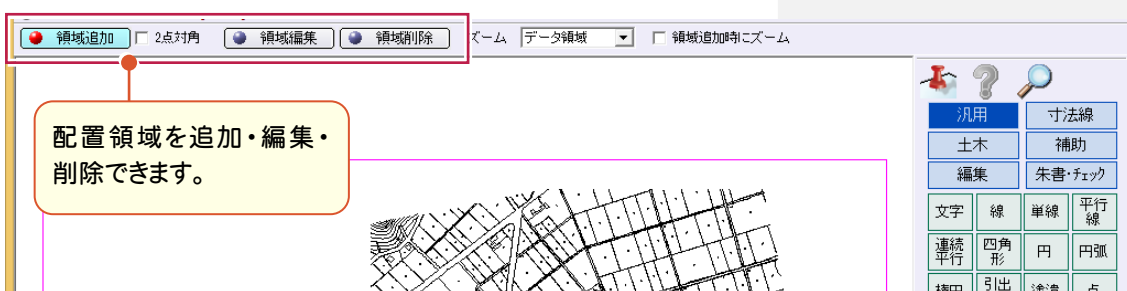 領域追加 2点対角 領域編集 領域削除 ズーム データ領域 領域追加時にズーム
配置領域を追加・編集・
削除できます。
汎用 寸法線
土木 補助
編集 朱書・チェック
文字 線 単線 平行線
連続平行 四角形 円 円弧
引出 点